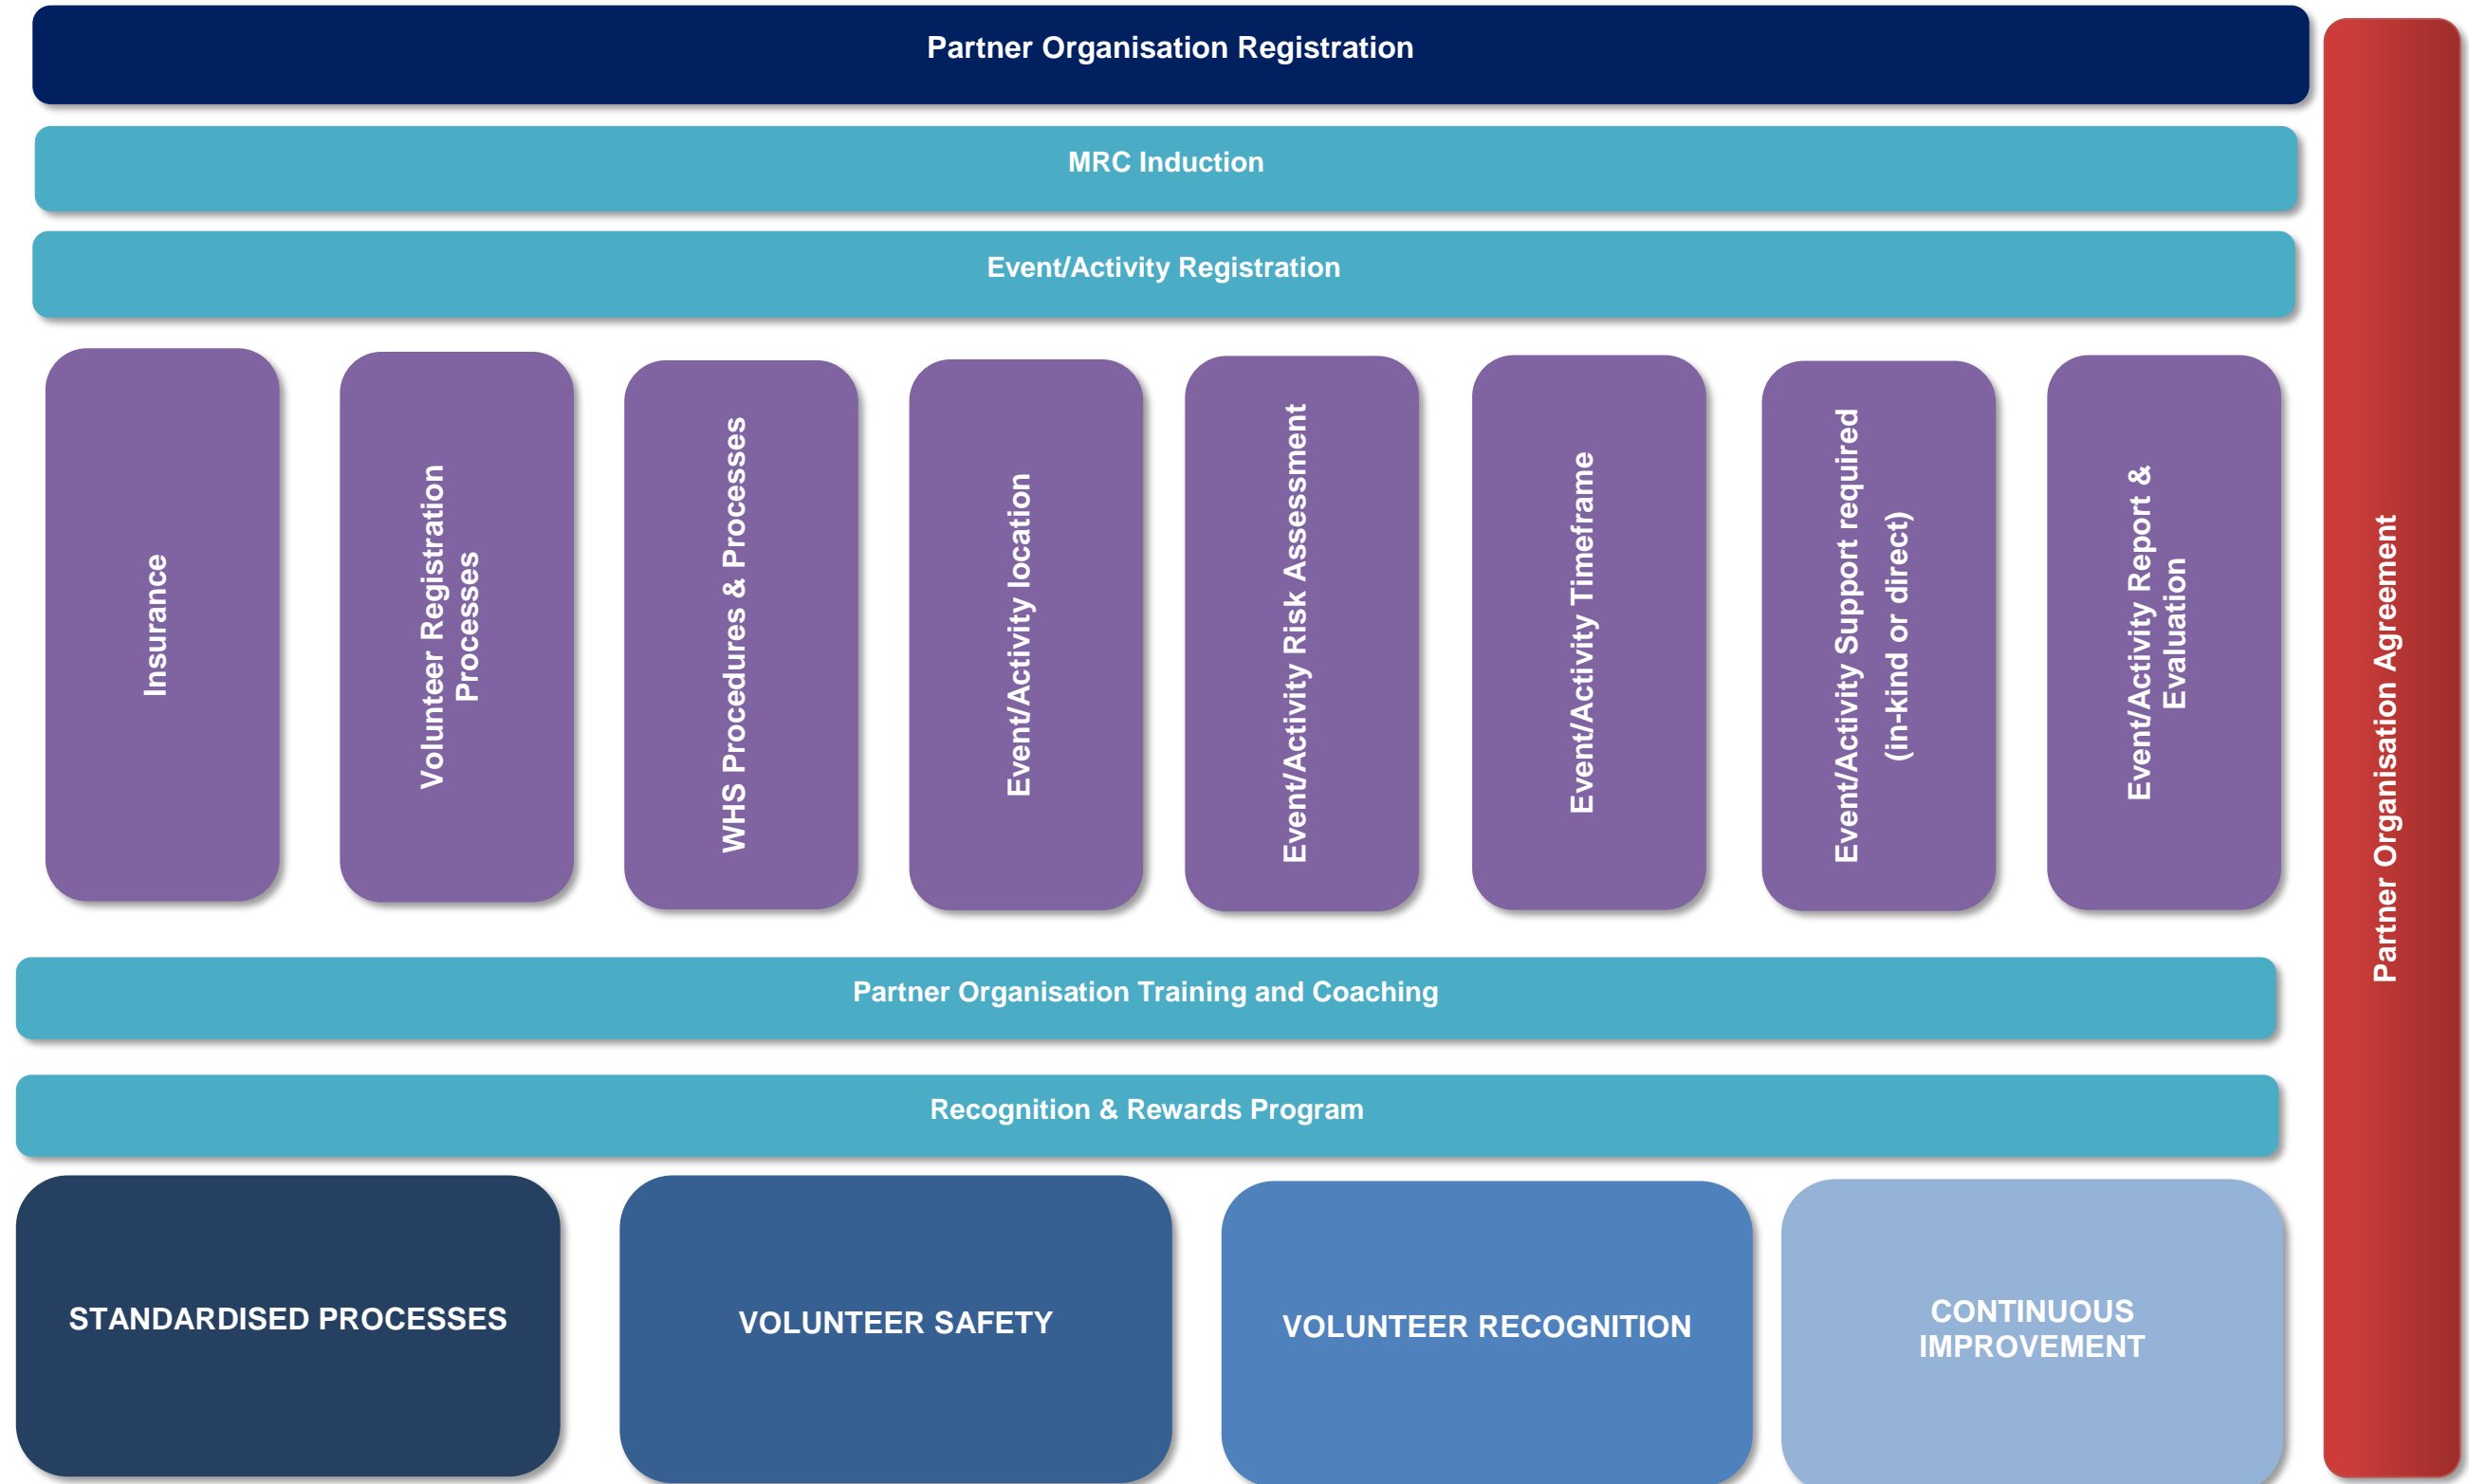 Partner Organisation Registration
MRC Induction
Event/Activity Registration
Insurance
Volunteer Registration
Processes
WHS Procedures & Processes
Event/Activity location
Event/Activity Risk Assessment
Event/Activity Timeframe
Event/Activity Support required
(in-kind or direct)
Event/Activity Report &
Evaluation
Partner Organisation Agreement
Partner Organisation Training and Coaching
Recognition & Rewards Program
STANDARDISED PROCESSES
VOLUNTEER SAFETY
VOLUNTEER RECOGNITION
CONTINUOUS
IMPROVEMENT